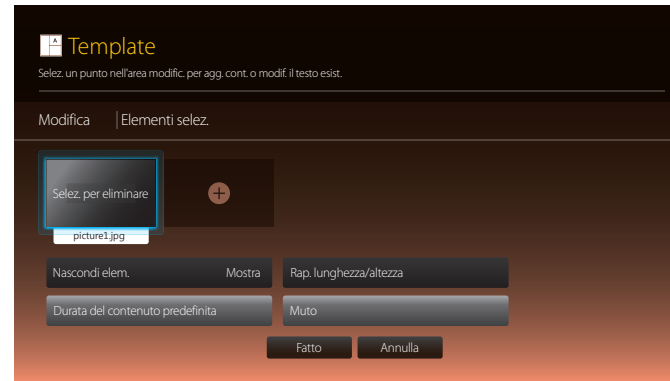 Template
Selez. un punto nell'area modific. per agg. cont. o modif. il testo esist.
Modifica Elementi selez.
Selez. per eliminare
picture1.jpg
Nascondi elem. Mostra Rap. lunghezza/altezza
Durata del contenuto predefinita Muto
Fatto Annulla